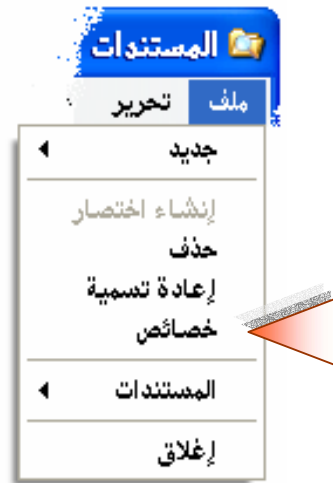 المستندات
ملف تحرير
جديد
إنشاء اختصار
حذف
إعادة تسمية
خصائص
المستندات
إغلاق